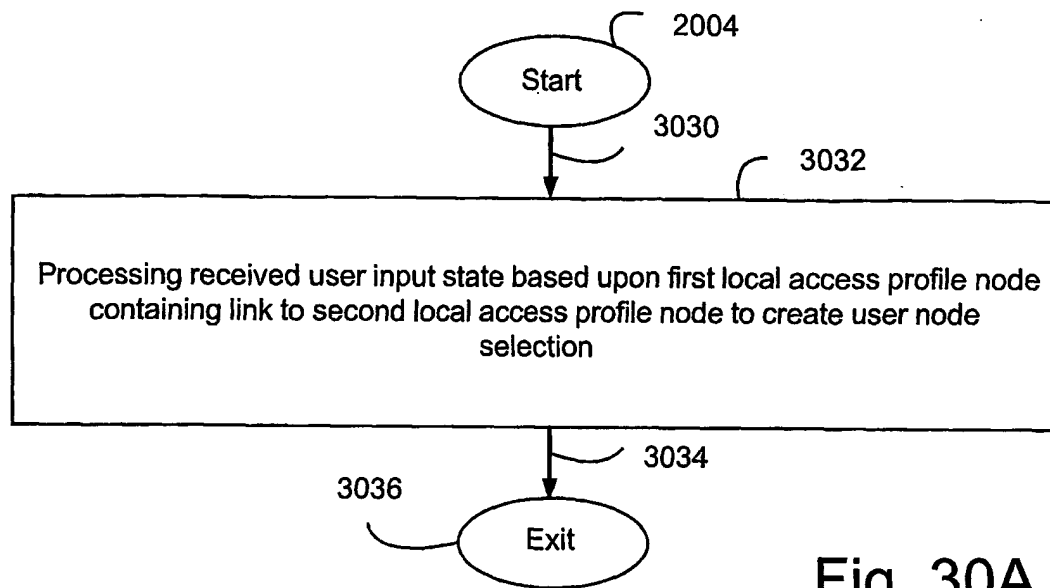 2004
Start
3030
3032
Processing received user input state based upon first local access profile node
containing link to second local access profile node to create user node
selection
3034
3036
Exit
Fig. 30A